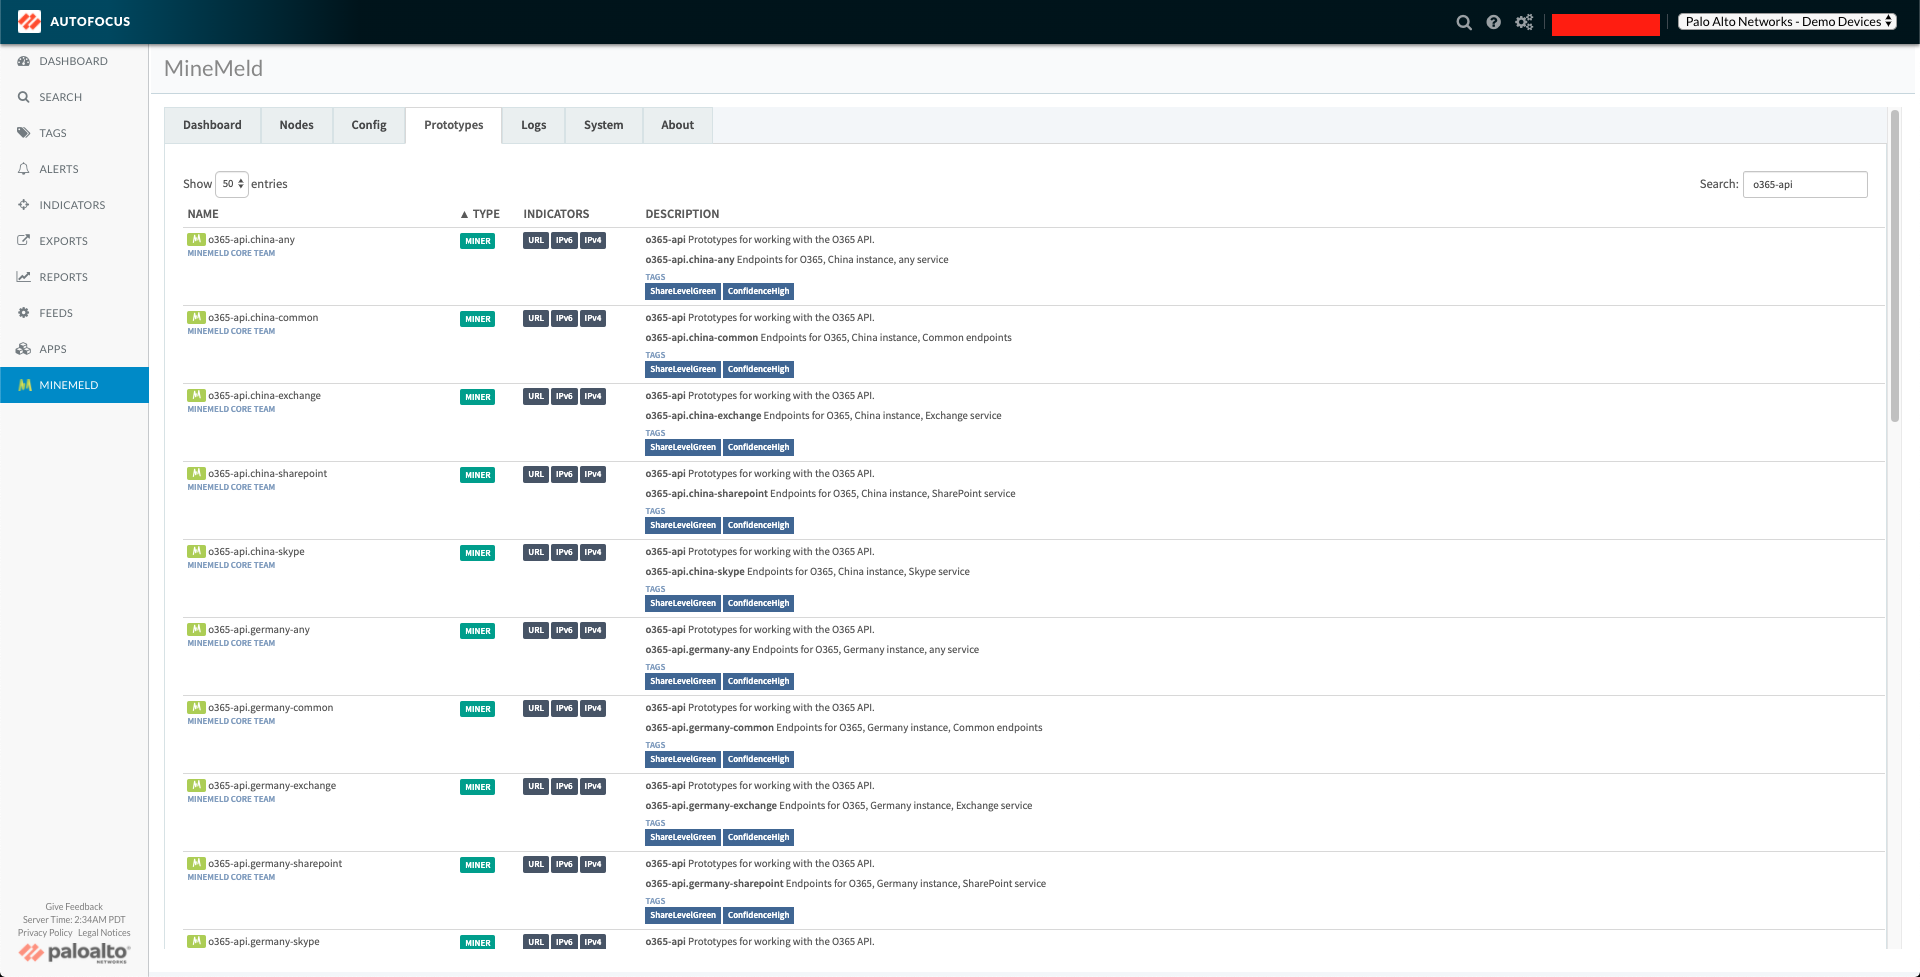 AUTOFOCUS
Palo Alto Networks - Demo Devices
DASHBOARD
SEARCH
TAGS
ALERTS
INDICATORS
EXPORTS
REPORTS
FEEDS
APPS
MINEMELD
Give Feedback
Server Time: 2:34AM PDT
Privacy Policy Legal Notices
paloalto
NETWORKS
MineMeld
Dashboard Nodes Config Prototypes Logs System About
Show 50 entries Search: o365-api
NAME ▲ TYPE INDICATORS DESCRIPTION
o365-api.china-any MINER URL IPv6 IPv4 o365-api Prototypes for working with the O365 API.
MINEMELD CORE TEAM
o365-api.china-any Endpoints for O365, China instance, any service
TAGS
ShareLevelGreen ConfidenceHigh
o365-api.china-common MINER URL IPv6 IPv4 o365-api Prototypes for working with the O365 API.
MINEMELD CORE TEAM
o365-api.china-common Endpoints for O365, China instance, Common endpoints
TAGS
ShareLevelGreen ConfidenceHigh
o365-api.china-exchange MINER URL IPv6 IPv4 o365-api Prototypes for working with the O365 API.
MINEMELD CORE TEAM
o365-api.china-exchange Endpoints for O365, China instance, Exchange service
TAGS
ShareLevelGreen ConfidenceHigh
o365-api.china-sharepoint MINER URL IPv6 IPv4 o365-api Prototypes for working with the O365 API.
MINEMELD CORE TEAM
o365-api.china-sharepoint Endpoints for O365, China instance, SharePoint service
TAGS
ShareLevelGreen ConfidenceHigh
o365-api.china-skype MINER URL IPv6 IPv4 o365-api Prototypes for working with the O365 API.
MINEMELD CORE TEAM
o365-api.china-skype Endpoints for O365, China instance, Skype service
TAGS
ShareLevelGreen ConfidenceHigh
o365-api.germany-any MINER URL IPv6 IPv4 o365-api Prototypes for working with the O365 API.
MINEMELD CORE TEAM
o365-api.germany-any Endpoints for O365, Germany instance, any service
TAGS
ShareLevelGreen ConfidenceHigh
o365-api.germany-common MINER URL IPv6 IPv4 o365-api Prototypes for working with the O365 API.
MINEMELD CORE TEAM
o365-api.germany-common Endpoints for O365, Germany instance, Common endpoints
TAGS
ShareLevelGreen ConfidenceHigh
o365-api.germany-exchange MINER URL IPv6 IPv4 o365-api Prototypes for working with the O365 API.
MINEMELD CORE TEAM
o365-api.germany-exchange Endpoints for O365, Germany instance, Exchange service
TAGS
ShareLevelGreen ConfidenceHigh
o365-api.germany-sharepoint MINER URL IPv6 IPv4 o365-api Prototypes for working with the O365 API.
MINEMELD CORE TEAM
o365-api.germany-sharepoint Endpoints for O365, Germany instance, SharePoint service
TAGS
ShareLevelGreen ConfidenceHigh
o365-api.germany-skype MINER URL IPv6 IPv4 o365-api Prototypes for working with the O365 API.